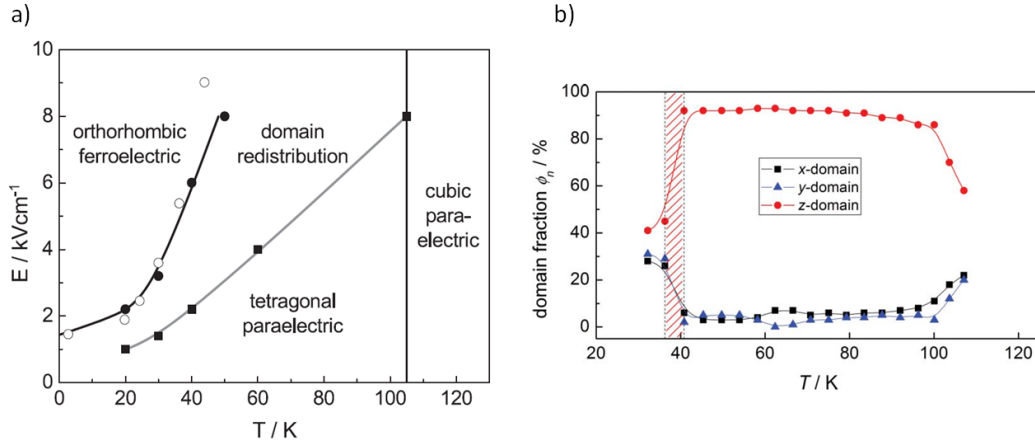 a)
10
8
6
4
2
0
E / kVcm-1
orthorhombic
ferroelectric
domain
redistribution
cubic
para-
electric
tetragonal
paraelectric
0 20 40 60 80 100 120
T / K
b)
100
80
60
40
20
0
domain fraction ϕn / %
x-domain
y-domain
z-domain
20 40 60 80 100 120
T / K